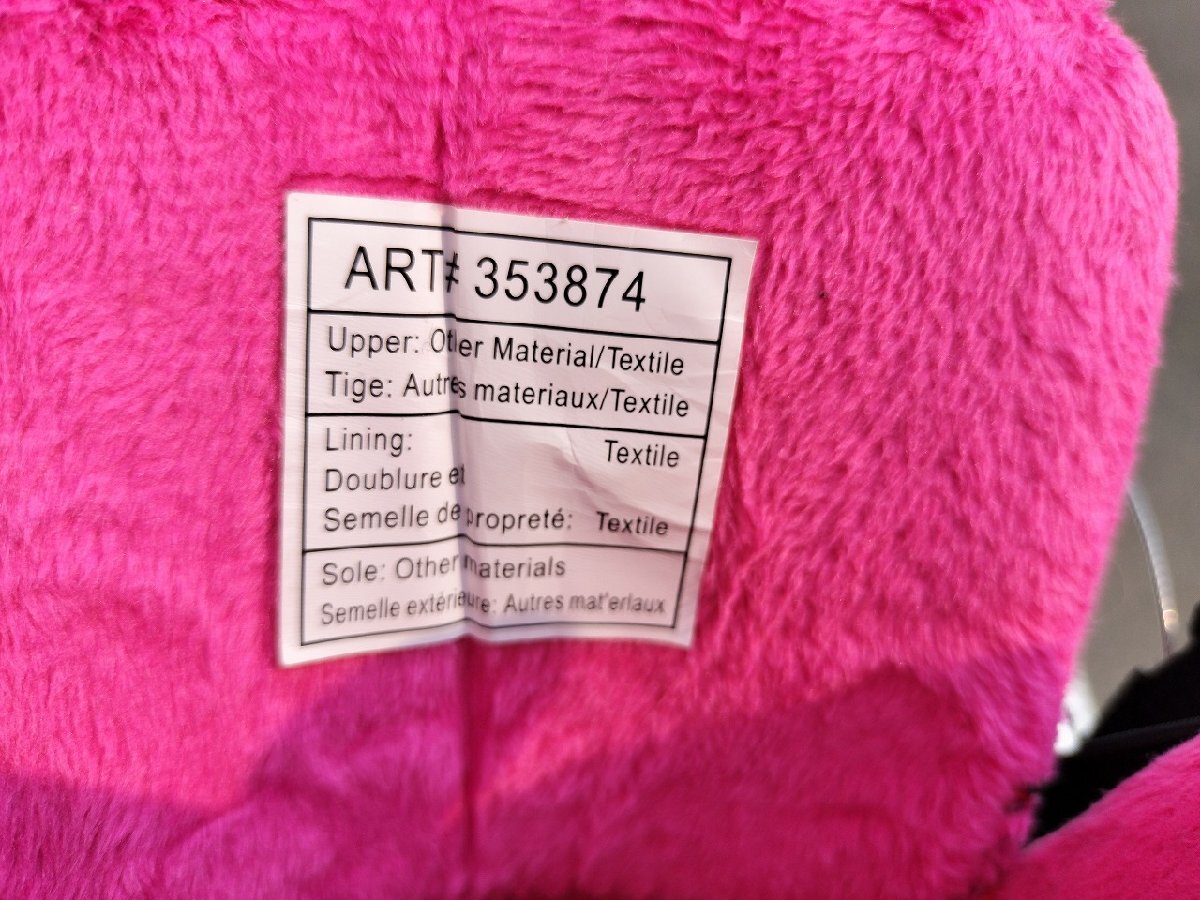 ART# 353874
Upper: Other Material/Textile
Tige: Autres materiaux/Textile
Lining: Textile
Doublure et
Semelle de propreté: Textile
Sole: Other materials
Semelle extérieure: Autres mat'eriaux